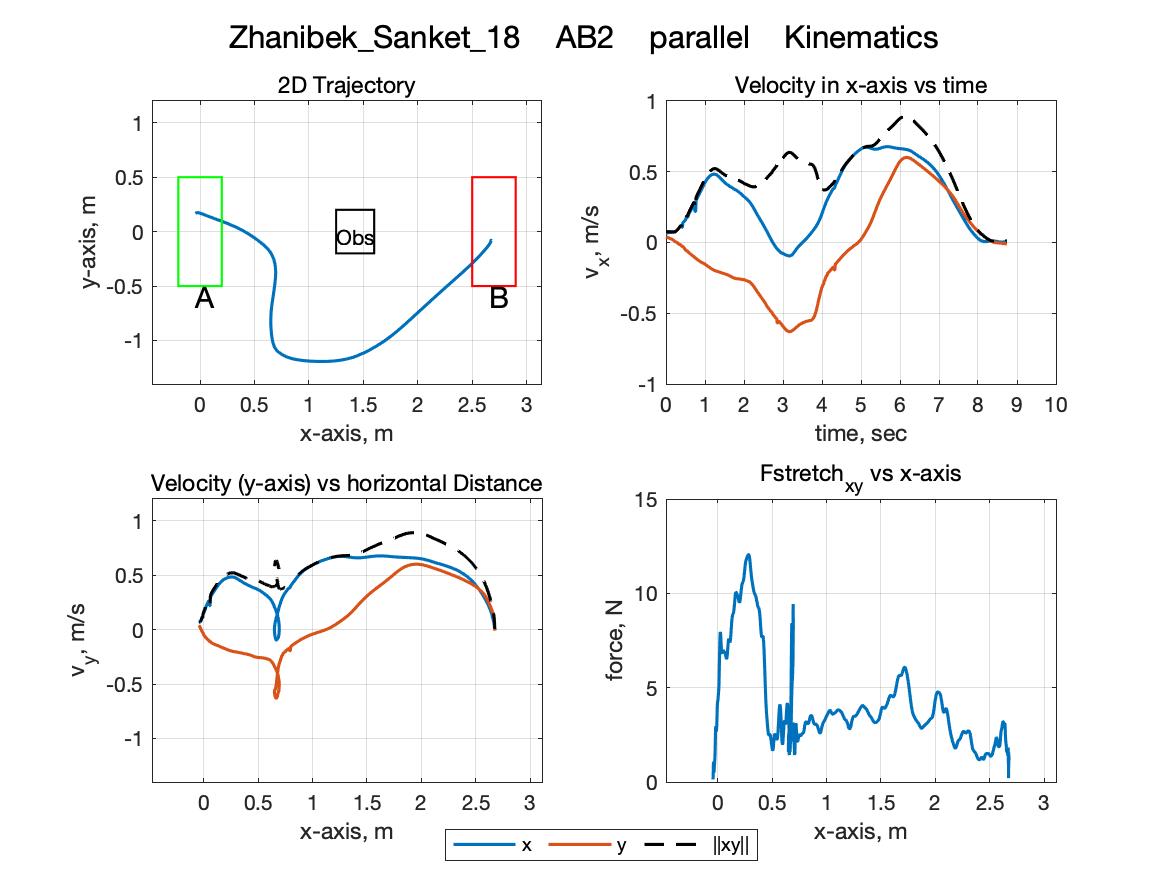 Zhanibek_Sanket_18 AB2 parallel Kinematics
2D Trajectory
y-axis, m
1
0.5
0
-0.5
-1
Obs
A
B
0 0.5 1 1.5 2 2.5 3
x-axis, m
Velocity in x-axis vs time
v_x, m/s
1
0.5
0
-0.5
-1
0 1 2 3 4 5 6 7 8 9 10
time, sec
Velocity (y-axis) vs horizontal Distance
v_y, m/s
1
0.5
0
-0.5
-1
0 0.5 1 1.5 2 2.5 3
x-axis, m
Fstretch_xy vs x-axis
force, N
15
10
5
0
0 0.5 1 1.5 2 2.5 3
x-axis, m
x y ||xy||